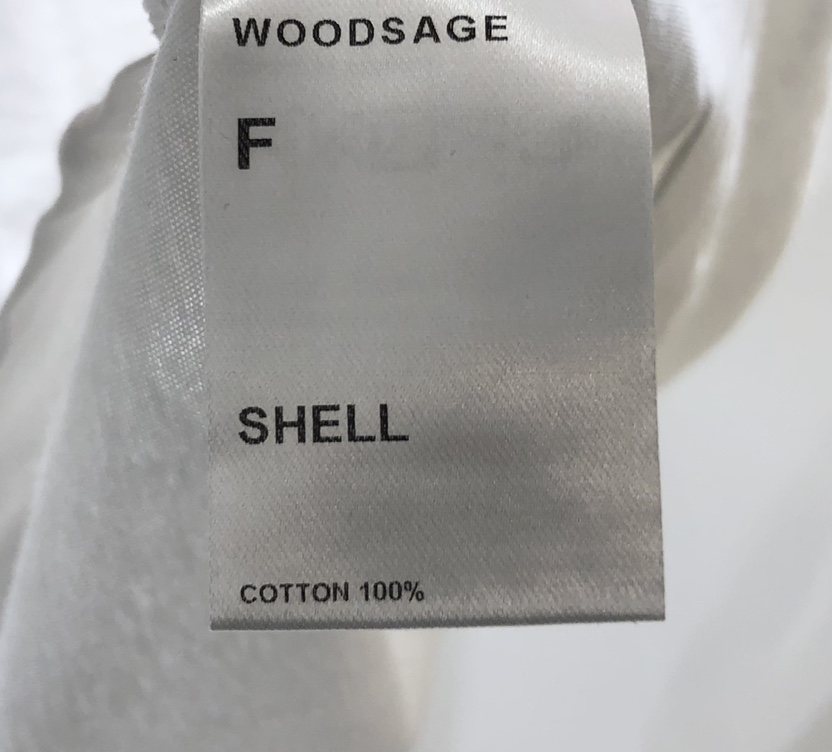 WOODSAGE
F
SHELL
COTTON 100%